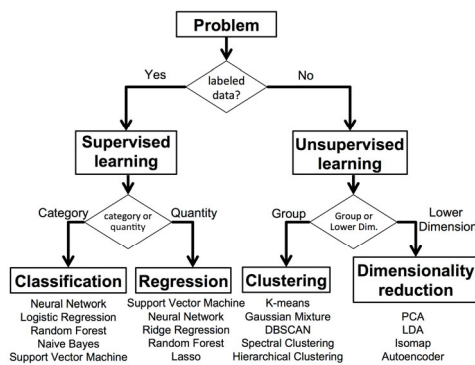 Problem
Yes
No
labeled
data?
Supervised
learning
Unsupervised
learning
Category
category or
quantity
Quantity
Group
Group or
Lower Dim.
Lower
Dimension
Classification
Neural Network
Logistic Regression
Random Forest
Naive Bayes
Support Vector Machine
Regression
Support Vector Machine
Neural Network
Ridge Regression
Random Forest
Lasso
Clustering
K-means
Gaussian Mixture
DBSCAN
Spectral Clustering
Hierarchical Clustering
Dimensionality
reduction
PCA
LDA
Isomap
Autoencoder